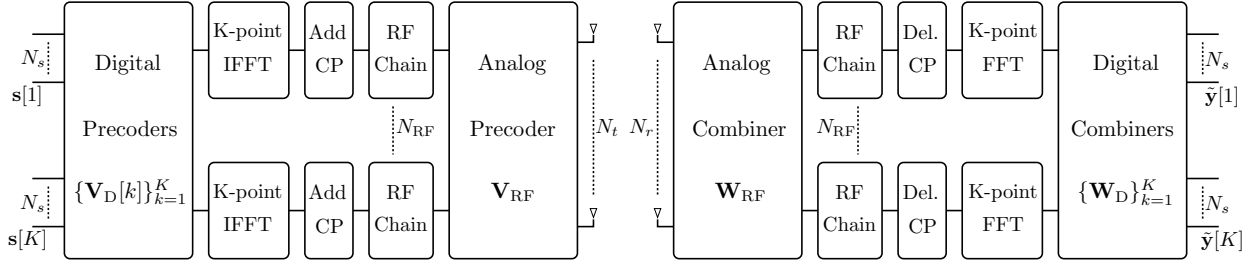 N_s
s[1]
N_s
s[K]
Digital
Precoders
{V_D[k]}_{k=1}^K
K-point
IFFT
Add
CP
RF
Chain
N_RF
K-point
IFFT
Add
CP
RF
Chain
Analog
Precoder
V_RF
N_t
N_r
Analog
Combiner
W_RF
RF
Chain
Del.
CP
K-point
FFT
N_RF
RF
Chain
Del.
CP
K-point
FFT
Digital
Combiners
{W_D}_{k=1}^K
N_s
ỹ[1]
N_s
ỹ[K]